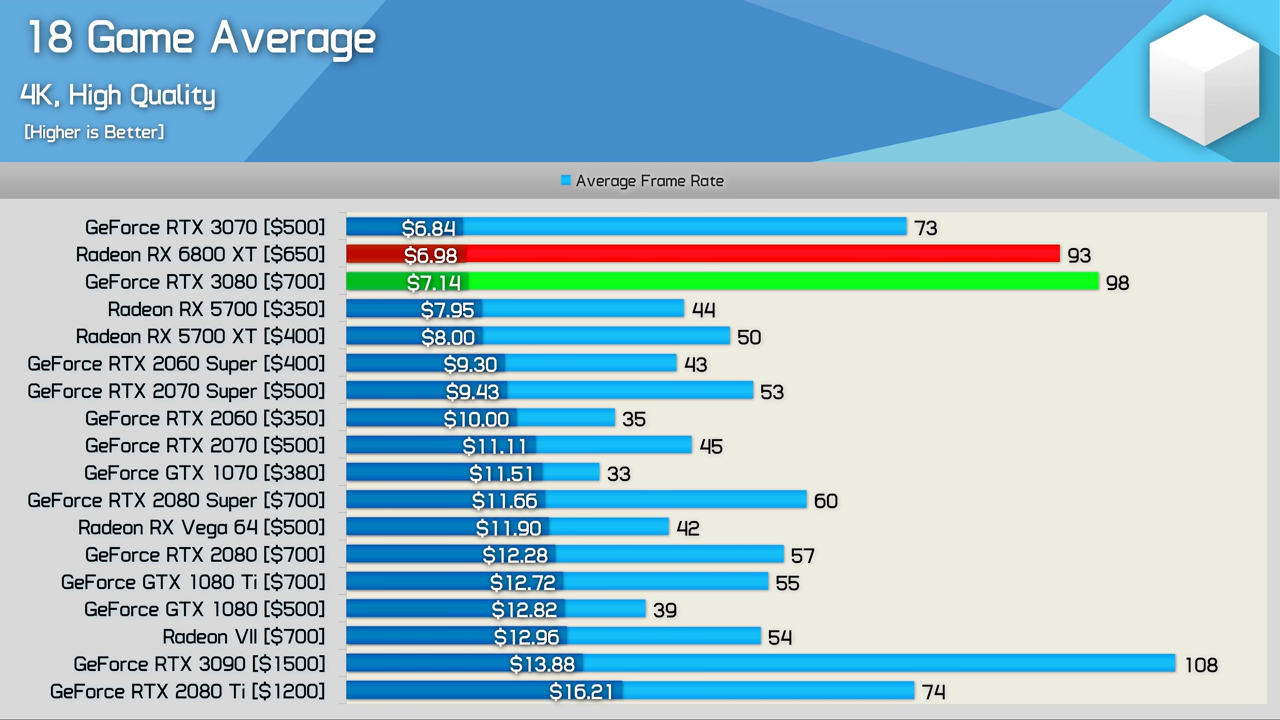 18 Game Average
4K, High Quality
[Higher is Better]
Average Frame Rate
GeForce RTX 3070 [$500] $6.84 73
Radeon RX 6800 XT [$650] $6.98 93
GeForce RTX 3080 [$700] $7.14 98
Radeon RX 5700 [$350] $7.95 44
Radeon RX 5700 XT [$400] $8.00 50
GeForce RTX 2060 Super [$400] $9.30 43
GeForce RTX 2070 Super [$500] $9.43 53
GeForce RTX 2060 [$350] $10.00 35
GeForce RTX 2070 [$500] $11.11 45
GeForce GTX 1070 [$380] $11.51 33
GeForce RTX 2080 Super [$700] $11.66 60
Radeon RX Vega 64 [$500] $11.90 42
GeForce RTX 2080 [$700] $12.28 57
GeForce GTX 1080 Ti [$700] $12.72 55
GeForce GTX 1080 [$500] $12.82 39
Radeon VII [$700] $12.96 54
GeForce RTX 3090 [$1500] $13.88 108
GeForce RTX 2080 Ti [$1200] $16.21 74